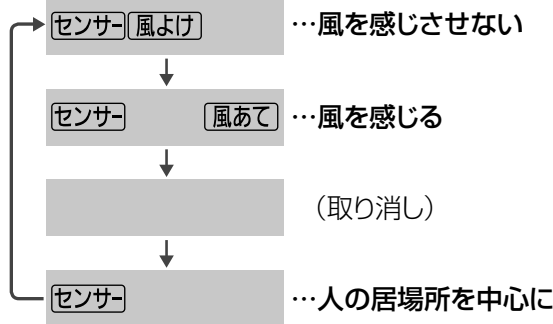 センサー 風よけ …風を感じさせない
センサー 風あて …風を感じる
（取り消し）
センサー …人の居場所を中心に